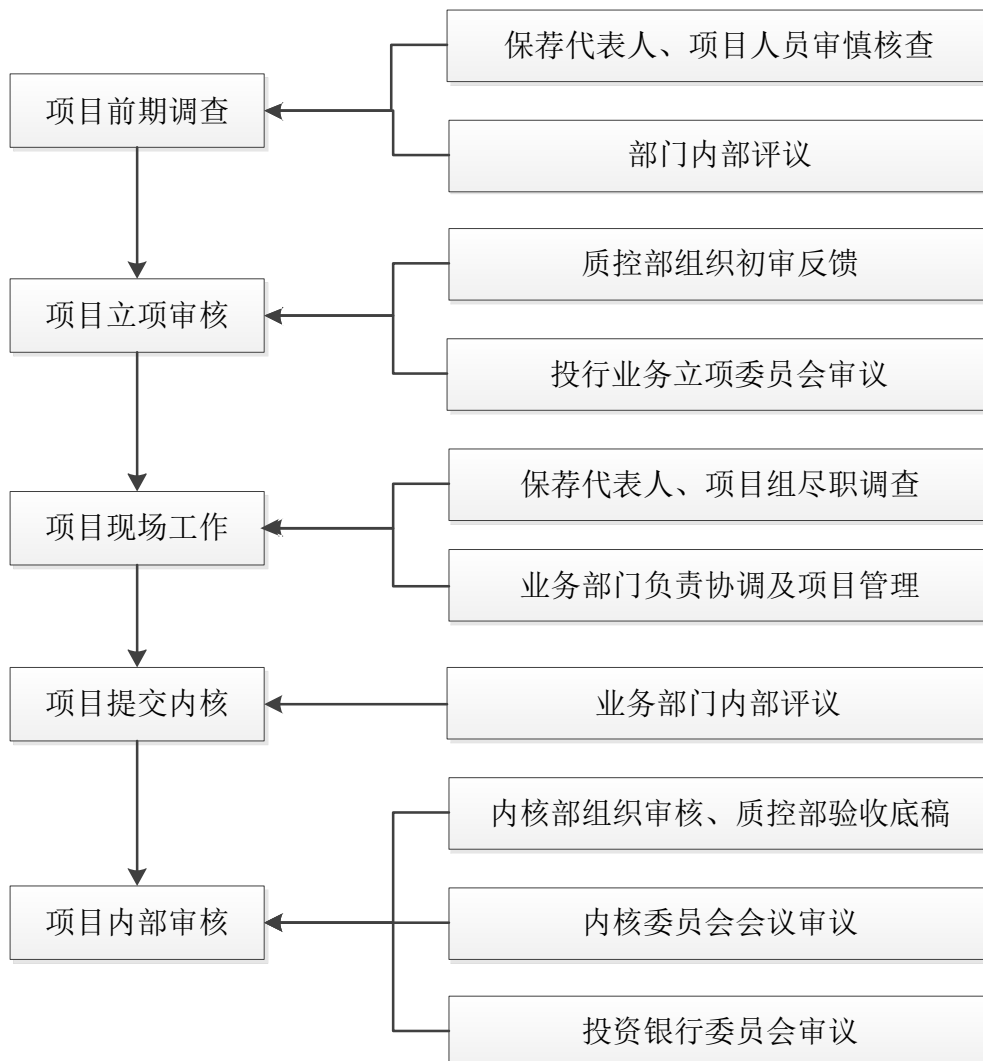 保荐代表人、项目人员审慎核查
项目前期调查
部门内部评议
质控部组织初审反馈
项目立项审核
投行业务立项委员会审议
保荐代表人、项目组尽职调查
项目现场工作
业务部门负责协调及项目管理
项目提交内核
业务部门内部评议
内核部组织审核、质控部验收底稿
项目内部审核
内核委员会会议审议
投资银行委员会审议